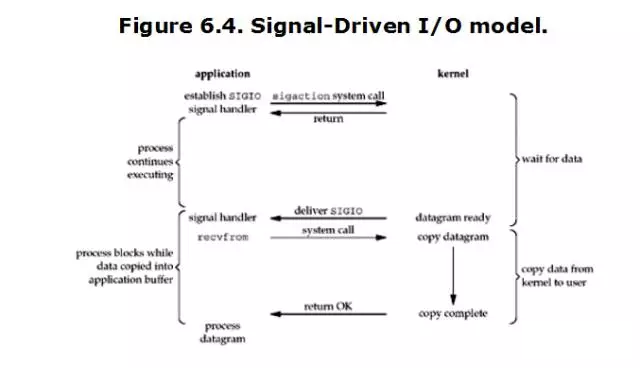 Figure 6.4. Signal-Driven I/O model.
application
kernel
establish SIGIO
signal handler
sigaction system call
return
process
continues
executing
wait for data
signal handler
deliver SIGIO
datagram ready
recvfrom
system call
copy datagram
process blocks while
data copied into
application buffer
copy data from
kernel to user
return OK
copy complete
process
datagram